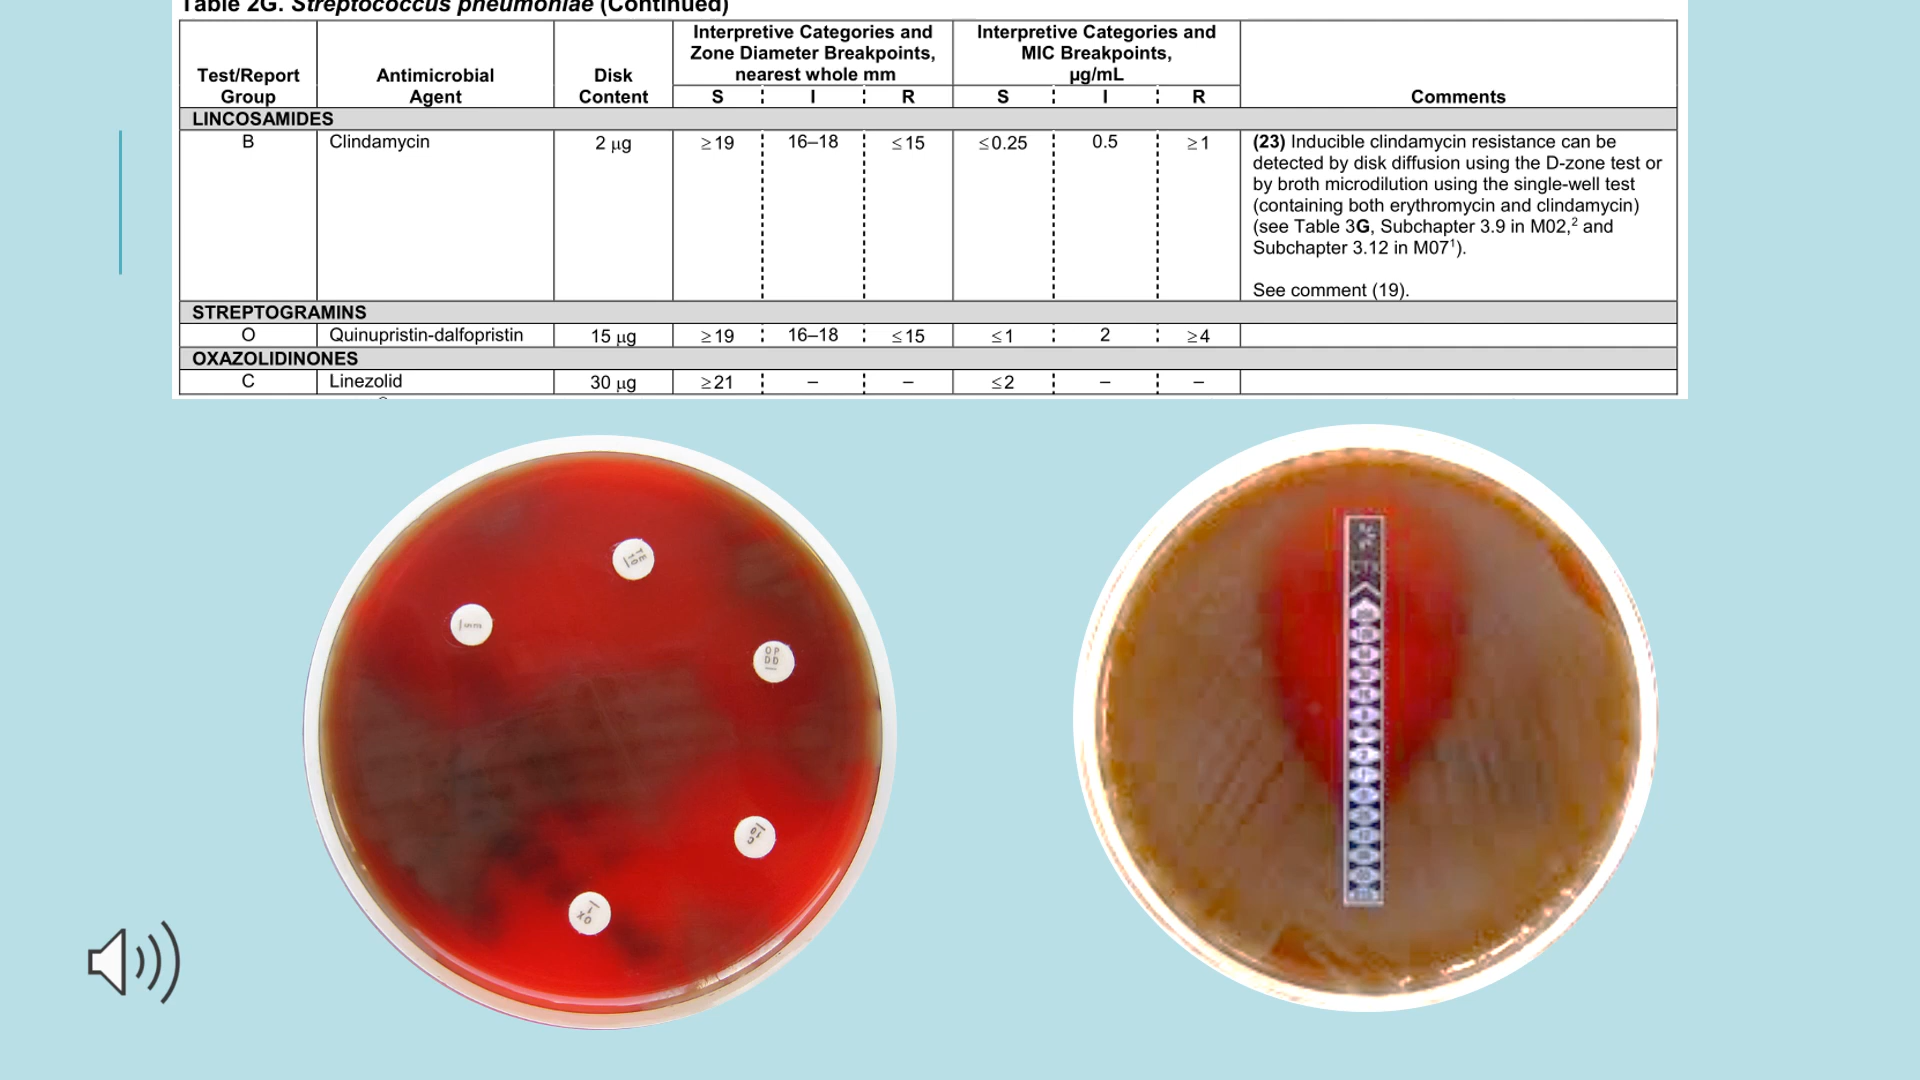 Table 2G. Streptococcus pneumoniae (Continued)
Test/Report Group
Antimicrobial Agent
Disk Content
Interpretive Categories and Zone Diameter Breakpoints, nearest whole mm
Interpretive Categories and MIC Breakpoints, µg/mL
Comments
S I R S I R
LINCOSAMIDES
B Clindamycin 2 µg ≥19 16–18 ≤15 ≤0.25 0.5 ≥1
(23) Inducible clindamycin resistance can be
detected by disk diffusion using the D-zone test or
by broth microdilution using the single-well test
(containing both erythromycin and clindamycin)
(see Table 3G, Subchapter 3.9 in M02,² and
Subchapter 3.12 in M07¹).
See comment (19).
STREPTOGRAMINS
O Quinupristin-dalfopristin 15 µg ≥19 16–18 ≤15 ≤1 2 ≥4
OXAZOLIDINONES
C Linezolid 30 µg ≥21 – – ≤2 – –
OP
DD
C
10
OX
1